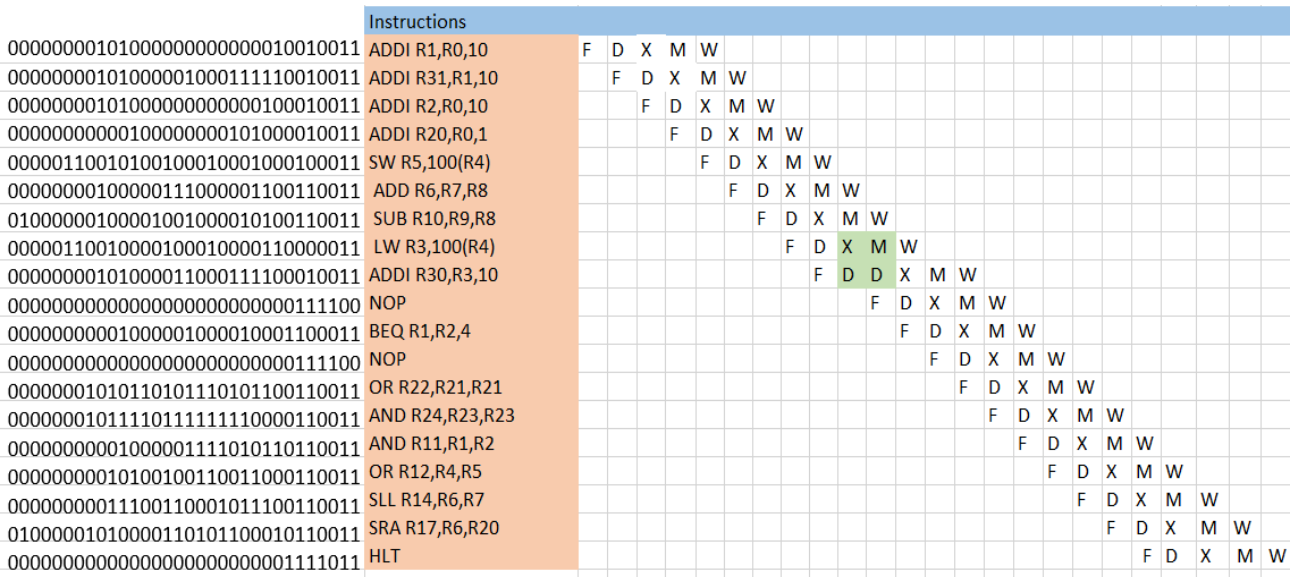 Instructions
00000000101000000000000010010011 ADDI R1,R0,10 F D X M W
00000000101000001000111110010011 ADDI R31,R1,10 F D X M W
00000000101000000000000100010011 ADDI R2,R0,10 F D X M W
00000000000100000000101000010011 ADDI R20,R0,1 F D X M W
00000110010100100010001000100011 SW R5,100(R4) F D X M W
00000000100000111000001100110011 ADD R6,R7,R8 F D X M W
01000000100001001000010100110011 SUB R10,R9,R8 F D X M W
00000110010000100010000110000011 LW R3,100(R4) F D X M W
00000000101000011000111100010011 ADDI R30,R3,10 F D D X M W
00000000000000000000000000111100 NOP F D X M W
00000000001000001000010001100011 BEQ R1,R2,4 F D X M W
00000000000000000000000000111100 NOP F D X M W
00000001010110101110101100110011 OR R22,R21,R21 F D X M W
00000001011110111111110000110011 AND R24,R23,R23 F D X M W
00000000001000001111010110110011 AND R11,R1,R2 F D X M W
00000000010100100110011000110011 OR R12,R4,R5 F D X M W
00000000011100110001011100110011 SLL R14,R6,R7 F D X M W
01000001010000110101100010110011 SRA R17,R6,R20 F D X M W
00000000000000000000000001111011 HLT F D X M W